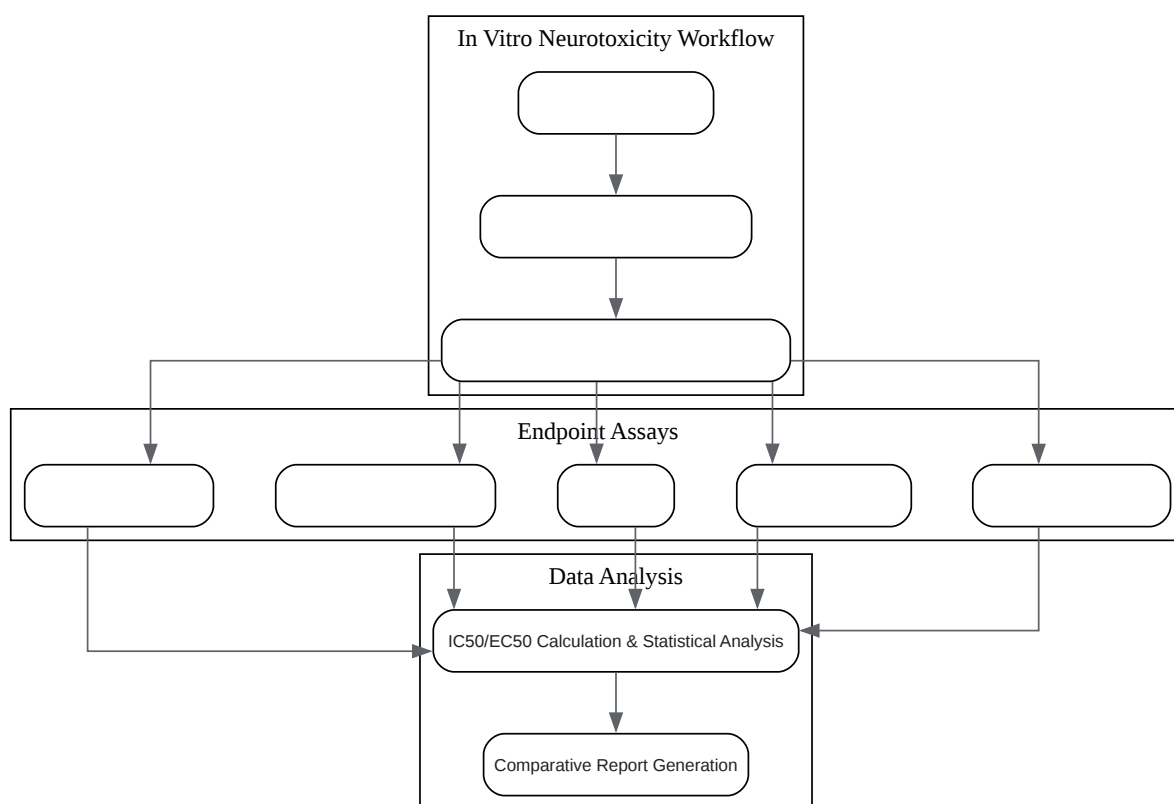 In Vitro Neurotoxicity Workflow
Endpoint Assays
Data Analysis
IC50/EC50 Calculation & Statistical Analysis
Comparative Report Generation